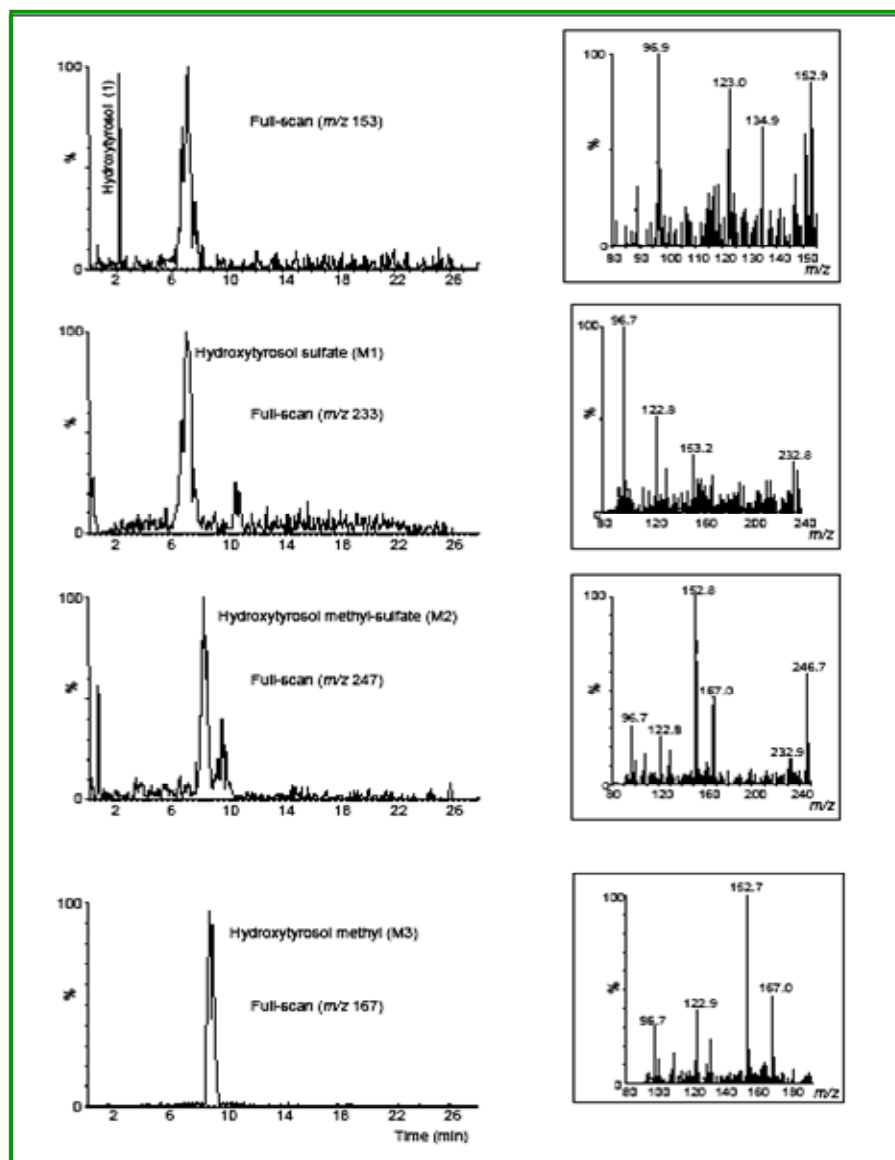 100
%
0
Hydroxytyrosol (1)
Full-scan (m/z 153)
2 6 10 14 18 22 26
100
%
0
96.9
123.0
134.9
152.9
80 90 100 110 120 130 140 150
m/z
100
%
0
Hydroxytyrosol sulfate (M1)
Full-scan (m/z 233)
2 6 10 14 18 22 26
100
%
0
96.7
122.8
153.2
232.8
80 120 160 200 240
m/z
100
%
0
Hydroxytyrosol methyl-sulfate (M2)
Full-scan (m/z 247)
2 6 10 14 18 22 26
100
%
0
152.8
246.7
167.0
96.7
122.8
232.9
80 120 160 200 240
m/z
100
%
0
Hydroxytyrosol methyl (M3)
Full-scan (m/z 167)
2 6 10 14 18 22 26
Time (min)
100
%
0
152.7
167.0
122.9
96.7
80 100 120 140 160 180
m/z